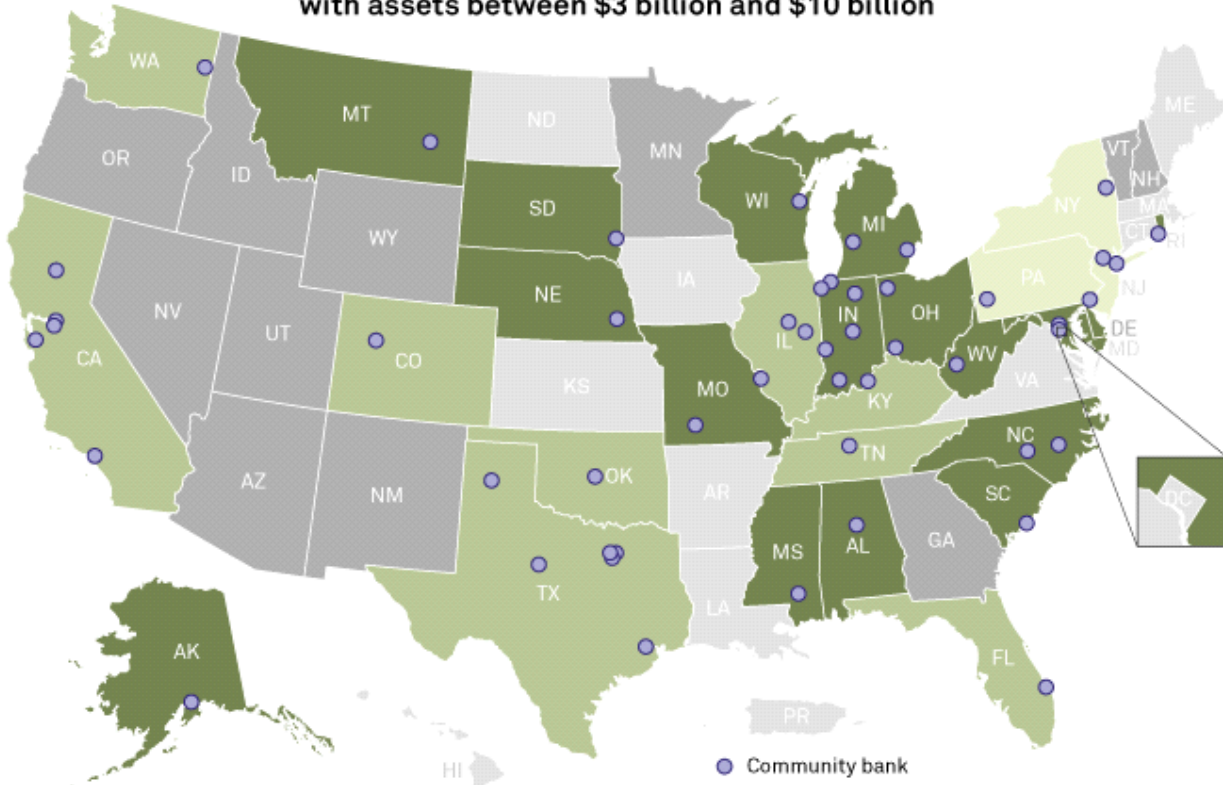 with assets between $3 billion and $10 billion
WA
MT
ND
MN
ME
OR
ID
SD
WI
MI
VT
NH
NY
MA
CT
RI
WY
NE
IA
PA
NJ
NV
UT
CO
IL
IN
OH
WV
DE
MD
CA
KS
MO
KY
VA
AZ
NM
OK
AR
TN
NC
SC
DC
TX
LA
MS
AL
GA
AK
FL
HI
PR
Community bank